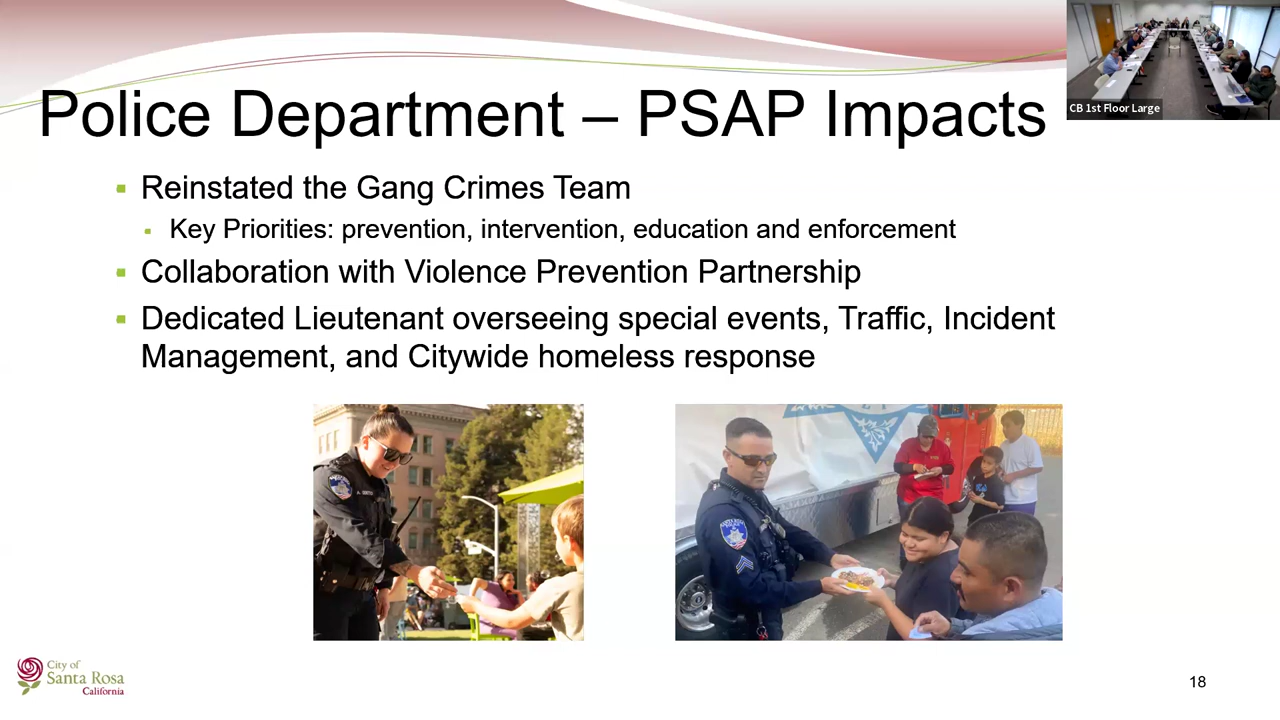 Police Department – PSAP Impacts
CB 1st Floor Large
Reinstated the Gang Crimes Team
Key Priorities: prevention, intervention, education and enforcement
Collaboration with Violence Prevention Partnership
Dedicated Lieutenant overseeing special events, Traffic, Incident
Management, and Citywide homeless response
City of
Santa Rosa
California
18